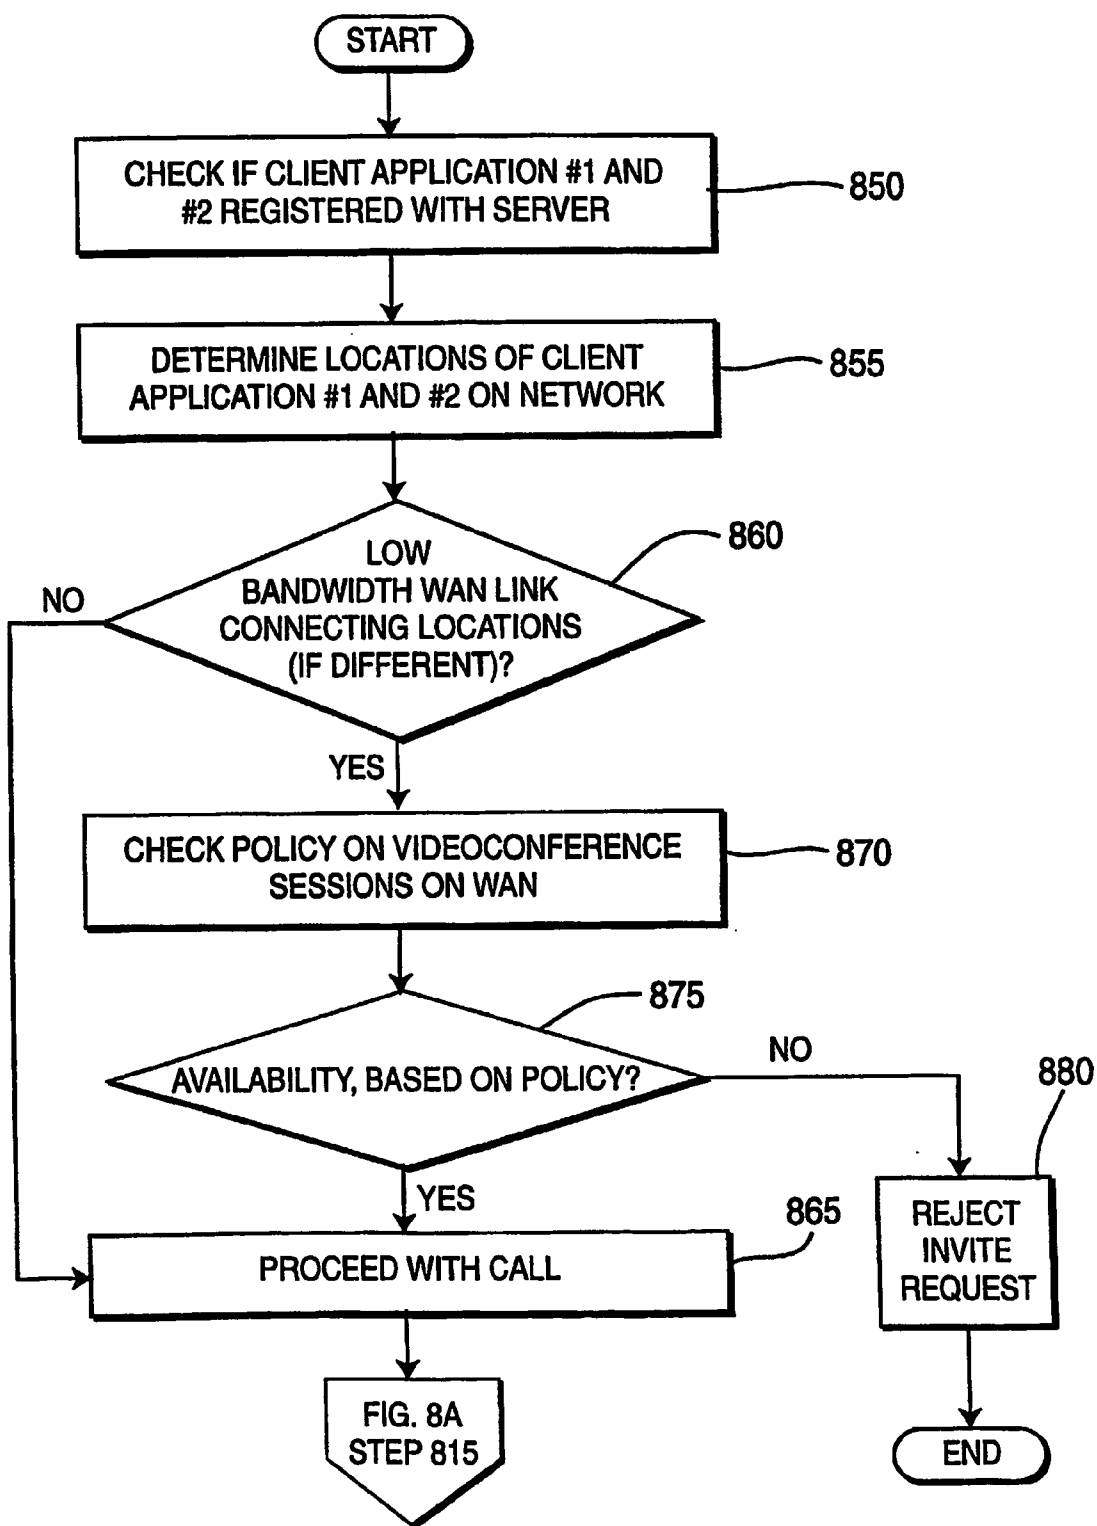 START
CHECK IF CLIENT APPLICATION #1 AND
#2 REGISTERED WITH SERVER
850
DETERMINE LOCATIONS OF CLIENT
APPLICATION #1 AND #2 ON NETWORK
855
LOW
BANDWIDTH WAN LINK
CONNECTING LOCATIONS
(IF DIFFERENT)?
860
NO
YES
CHECK POLICY ON VIDEOCONFERENCE
SESSIONS ON WAN
870
AVAILABILITY, BASED ON POLICY?
875
NO
YES
880
REJECT
INVITE
REQUEST
PROCEED WITH CALL
865
FIG. 8A
STEP 815
END